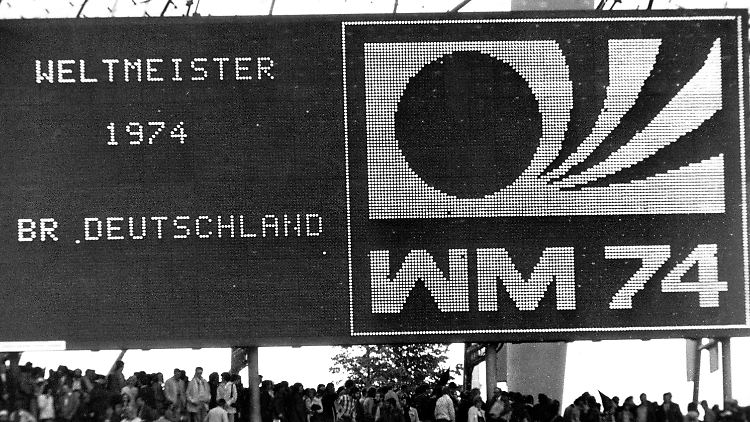 WELTMEISTER
1974
BR .DEUTSCHLAND
WM 74